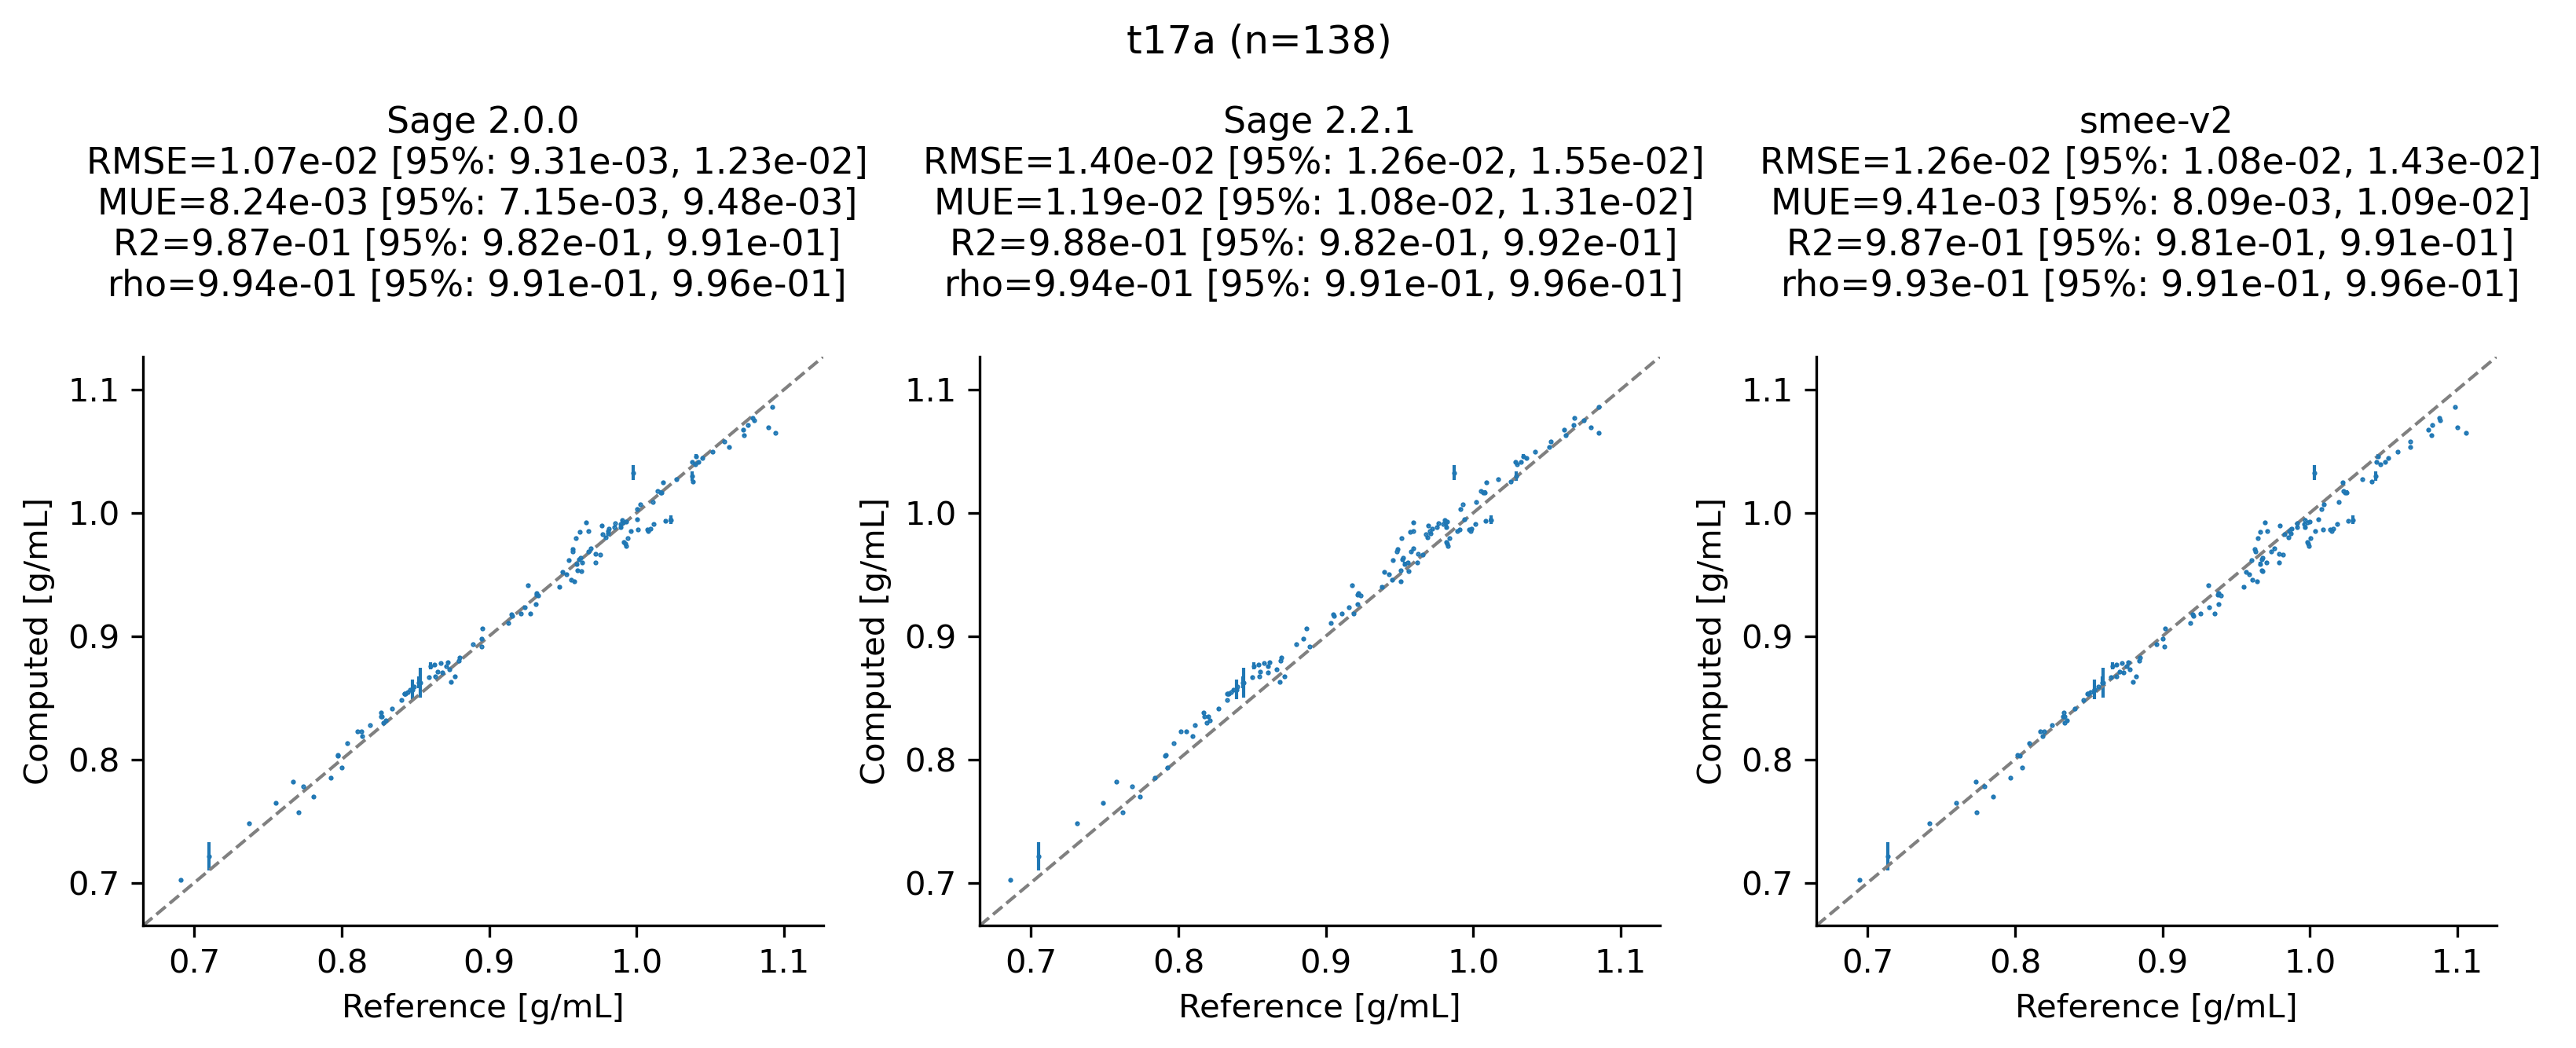 t17a (n=138)
Sage 2.0.0
RMSE=1.07e-02 [95%: 9.31e-03, 1.23e-02]
MUE=8.24e-03 [95%: 7.15e-03, 9.48e-03]
R2=9.87e-01 [95%: 9.82e-01, 9.91e-01]
rho=9.94e-01 [95%: 9.91e-01, 9.96e-01]
1.1
1.0
0.9
0.8
0.7
Computed [g/mL]
0.7 0.8 0.9 1.0 1.1
Reference [g/mL]
Sage 2.2.1
RMSE=1.40e-02 [95%: 1.26e-02, 1.55e-02]
MUE=1.19e-02 [95%: 1.08e-02, 1.31e-02]
R2=9.88e-01 [95%: 9.82e-01, 9.92e-01]
rho=9.94e-01 [95%: 9.91e-01, 9.96e-01]
1.1
1.0
0.9
0.8
0.7
Computed [g/mL]
0.7 0.8 0.9 1.0 1.1
Reference [g/mL]
smee-v2
RMSE=1.26e-02 [95%: 1.08e-02, 1.43e-02]
MUE=9.41e-03 [95%: 8.09e-03, 1.09e-02]
R2=9.87e-01 [95%: 9.81e-01, 9.91e-01]
rho=9.93e-01 [95%: 9.91e-01, 9.96e-01]
1.1
1.0
0.9
0.8
0.7
Computed [g/mL]
0.7 0.8 0.9 1.0 1.1
Reference [g/mL]